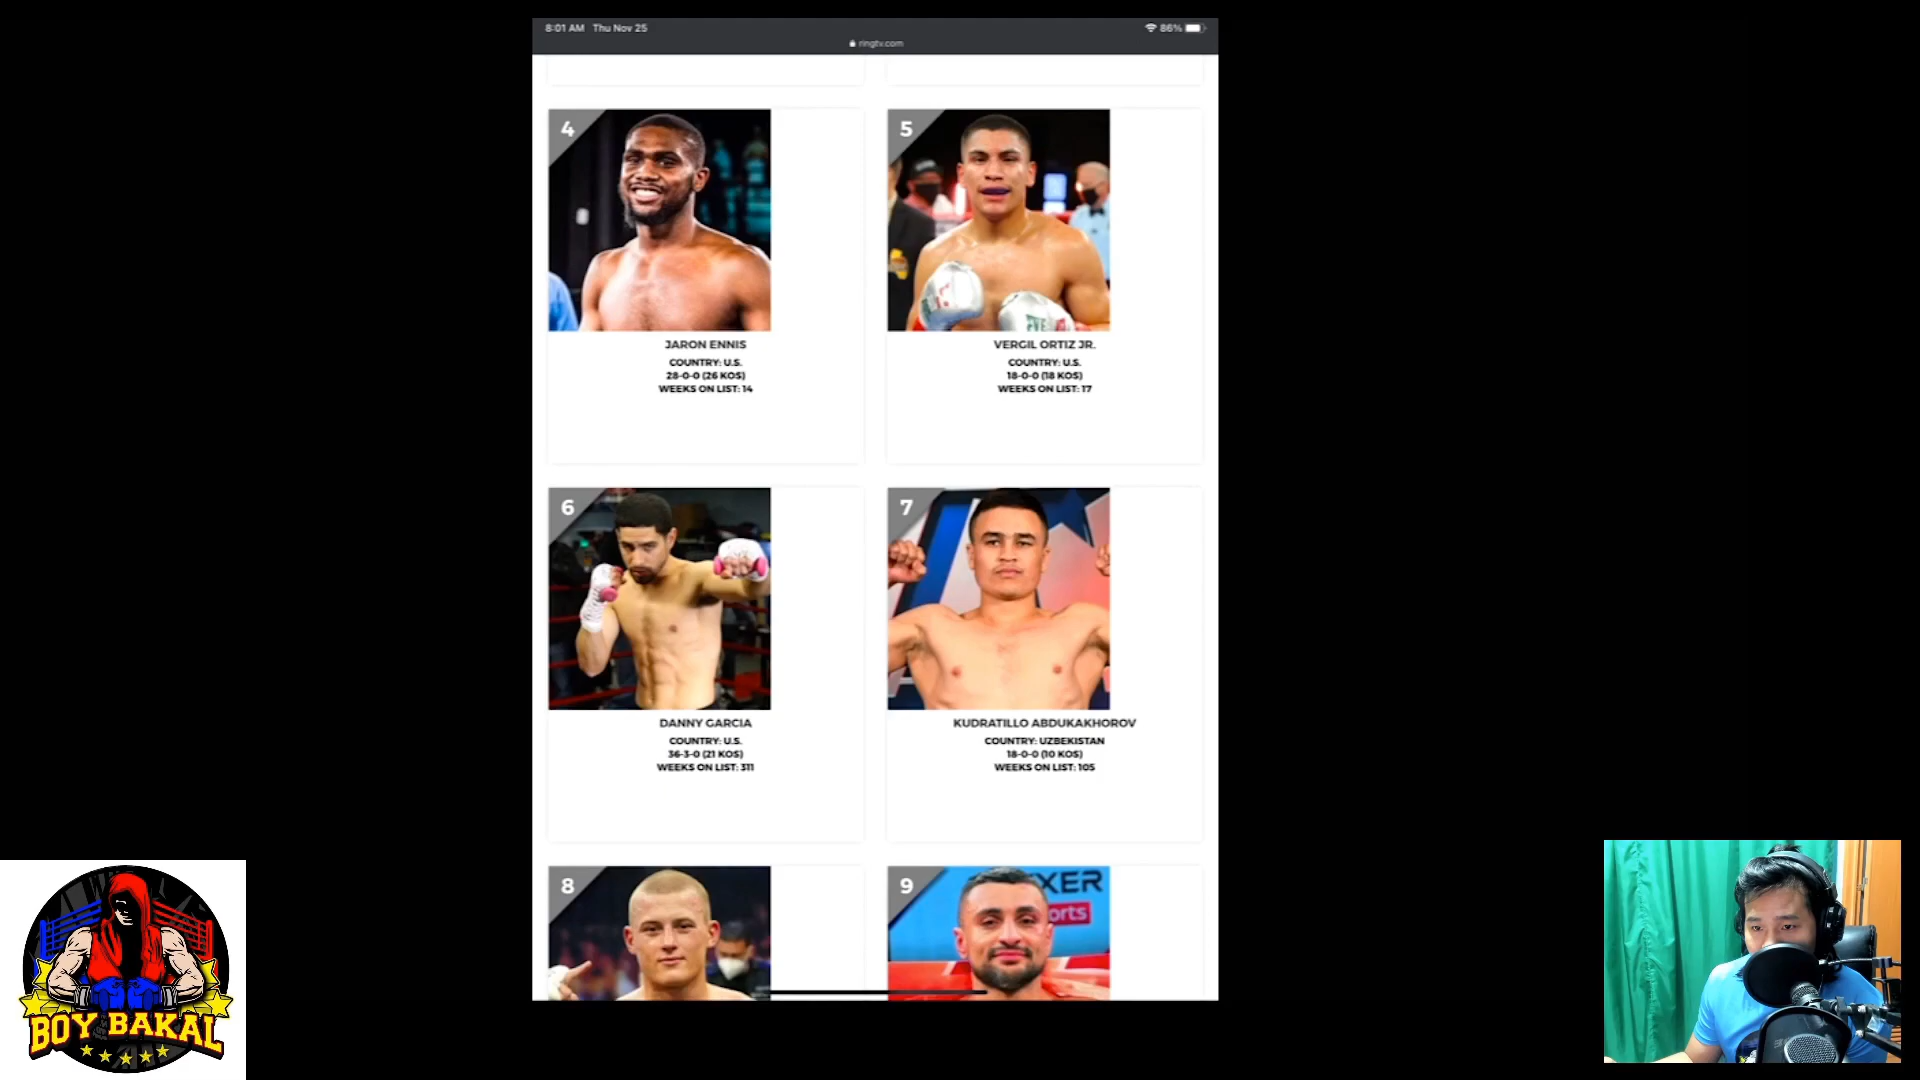 8:01 AM Thu Nov 25
86%
ringtv.com
4
5
JARON ENNIS
COUNTRY: U.S.
28-0-0 (26 KOS)
WEEKS ON LIST: 14
VERGIL ORTIZ JR.
COUNTRY: U.S.
18-0-0 (18 KOS)
WEEKS ON LIST: 17
6
7
DANNY GARCIA
COUNTRY: U.S.
36-3-0 (21 KOS)
WEEKS ON LIST: 311
KUDRATILLO ABDUKAKHOROV
COUNTRY: UZBEKISTAN
18-0-0 (10 KOS)
WEEKS ON LIST: 105
8
9
XER
orts
BOY BAKAL